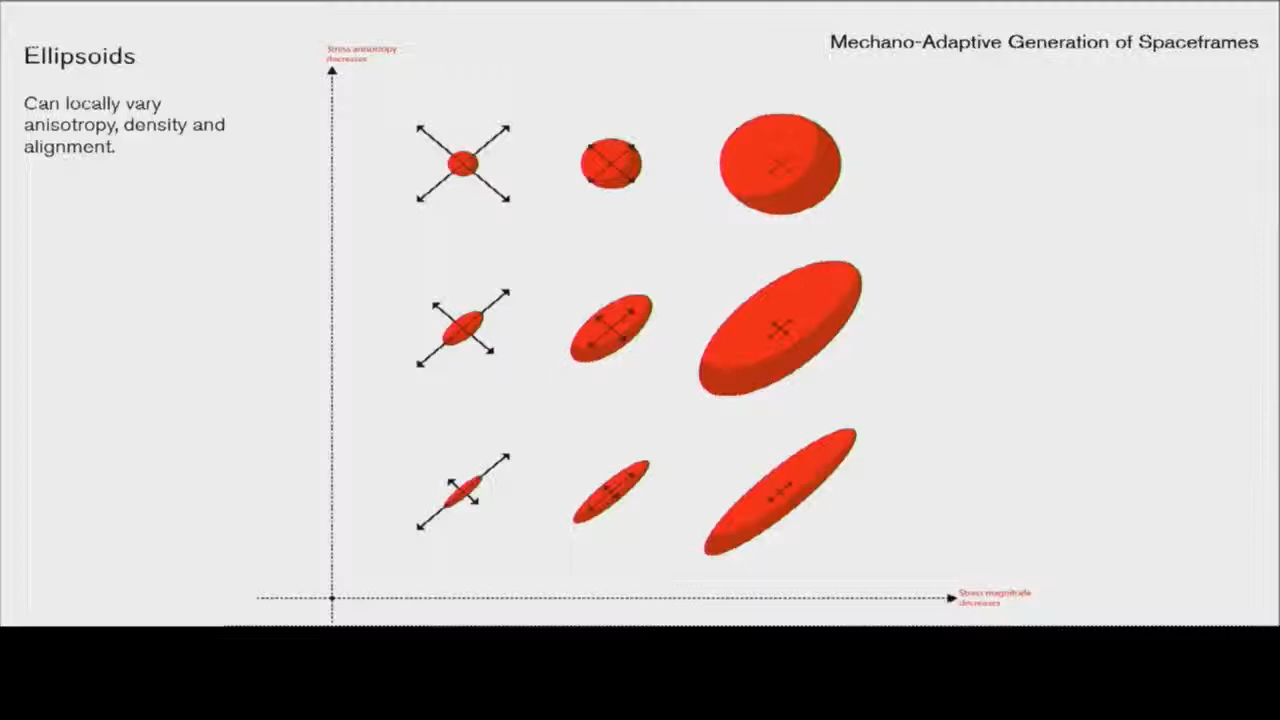 Ellipsoids
Mechano-Adaptive Generation of Spaceframes
Can locally vary
anisotropy, density and
alignment.
Stress anisotropy
decreases
Stress magnitude
decreases